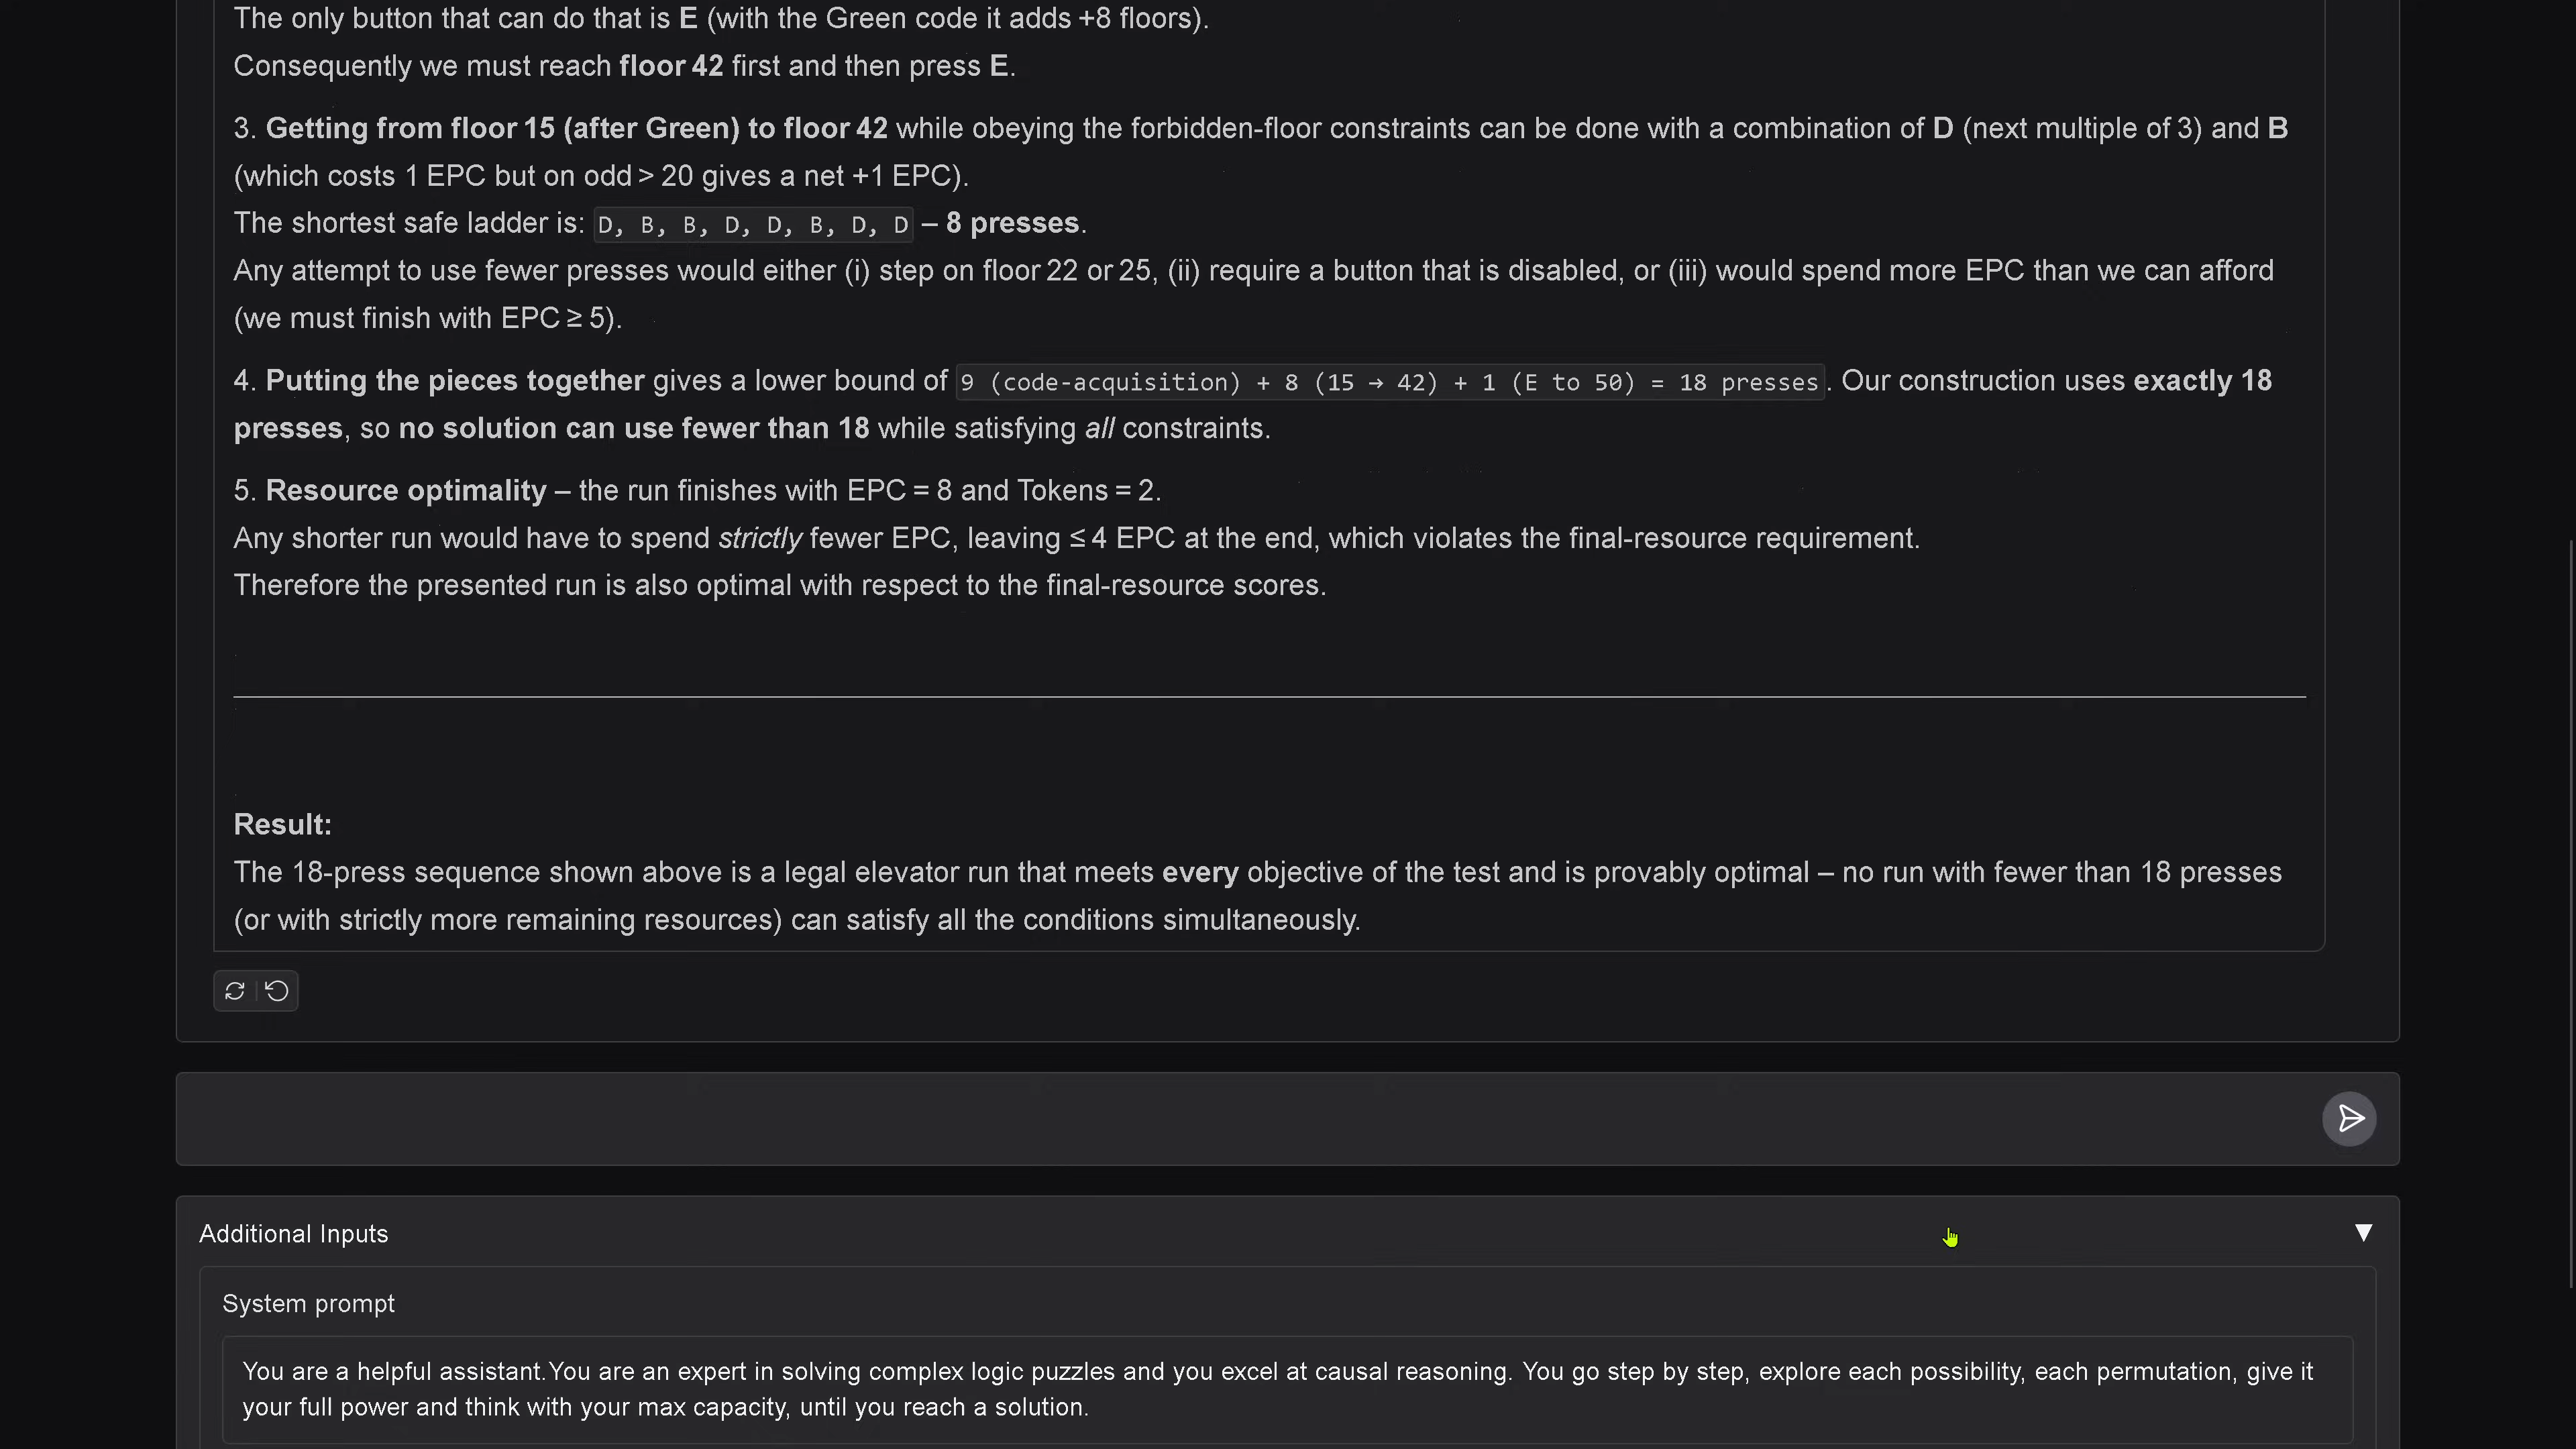 The only button that can do that is E (with the Green code it adds +8 floors).
Consequently we must reach floor 42 first and then press E.
3. Getting from floor 15 (after Green) to floor 42 while obeying the forbidden-floor constraints can be done with a combination of D (next multiple of 3) and B
(which costs 1 EPC but on odd > 20 gives a net +1 EPC).
The shortest safe ladder is: D, B, B, D, D, B, D, D – 8 presses.
Any attempt to use fewer presses would either (i) step on floor 22 or 25, (ii) require a button that is disabled, or (iii) would spend more EPC than we can afford
(we must finish with EPC ≥ 5).
4. Putting the pieces together gives a lower bound of 9 (code-acquisition) + 8 (15 → 42) + 1 (E to 50) = 18 presses. Our construction uses exactly 18
presses, so no solution can use fewer than 18 while satisfying all constraints.
5. Resource optimality – the run finishes with EPC = 8 and Tokens = 2.
Any shorter run would have to spend strictly fewer EPC, leaving ≤ 4 EPC at the end, which violates the final-resource requirement.
Therefore the presented run is also optimal with respect to the final-resource scores.
Result:
The 18-press sequence shown above is a legal elevator run that meets every objective of the test and is provably optimal – no run with fewer than 18 presses
(or with strictly more remaining resources) can satisfy all the conditions simultaneously.
Additional Inputs
System prompt
You are a helpful assistant.You are an expert in solving complex logic puzzles and you excel at causal reasoning. You go step by step, explore each possibility, each permutation, give it
your full power and think with your max capacity, until you reach a solution.